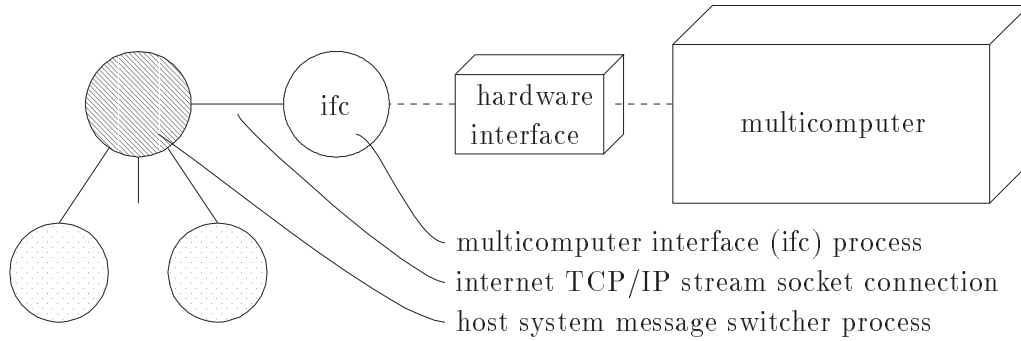 ifc
hardware
interface
multicomputer
multicomputer interface (ifc) process
internet TCP/IP stream socket connection
host system message switcher process